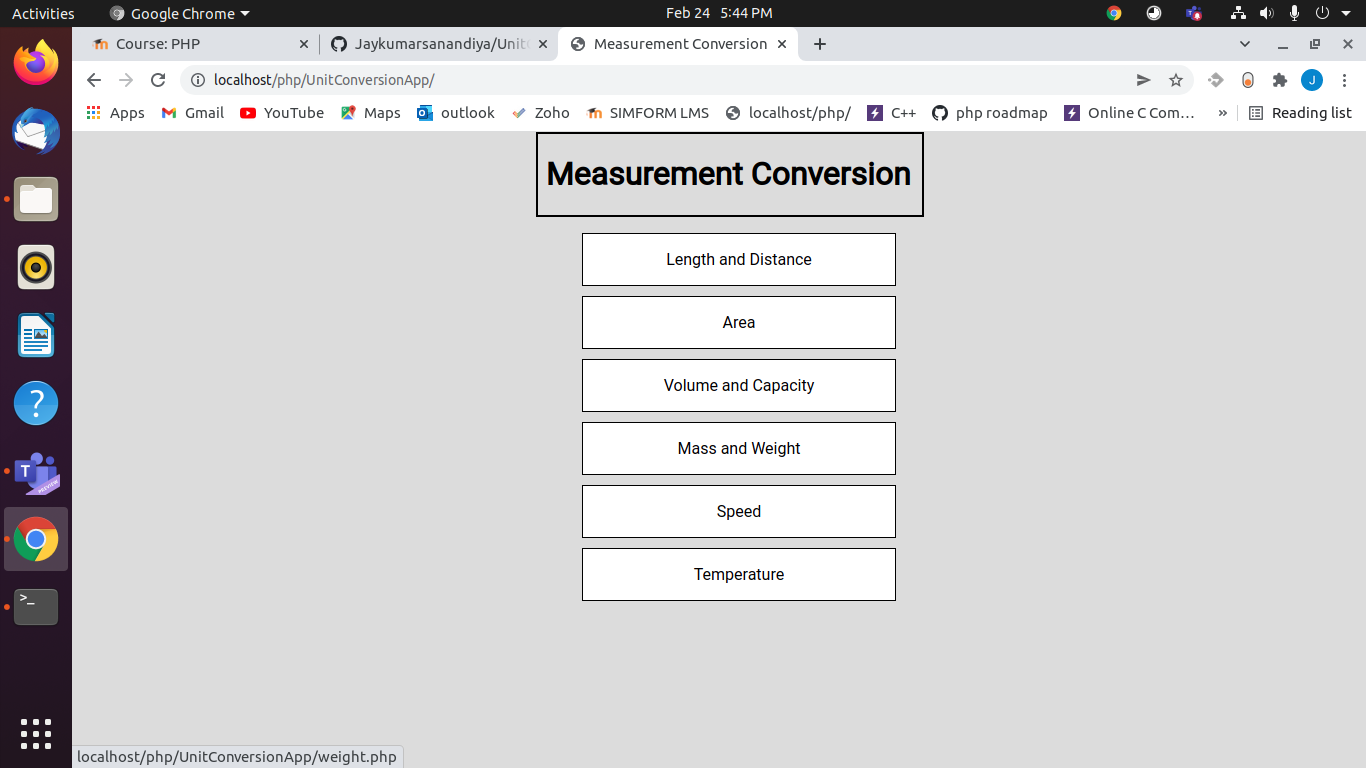 Activities Google Chrome Feb 24 5:44 PM
Course: PHP Jaykumarsanandiya/Unit Measurement Conversion
localhost/php/UnitConversionApp/ J
Apps Gmail YouTube Maps outlook Zoho SIMFORM LMS localhost/php/ C++ php roadmap Online C Com… » Reading list
Measurement Conversion
Length and Distance
Area
Volume and Capacity
Mass and Weight
Speed
Temperature
localhost/php/UnitConversionApp/weight.php